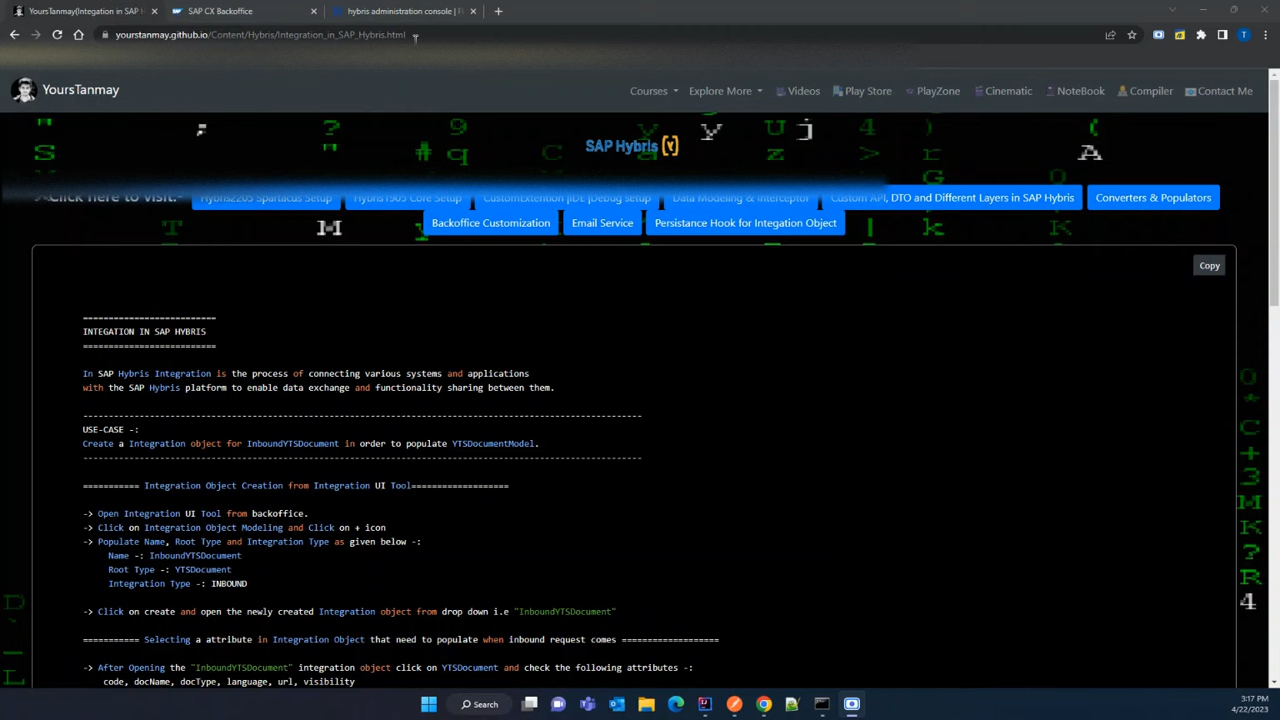 YoursTanmay(Integation in SAP H
SAP CX Backoffice
hybris administration console | Fl
yourstanmay.github.io/Content/Hybris/Integration_in_SAP_Hybris.html
YoursTanmay
Courses
Explore More
Videos
Play Store
PlayZone
Cinematic
NoteBook
Compiler
Contact Me
SAP Hybris (y)
Click here to visit:-
Hybris2205 Spartacus Setup
Hybris1905 Core Setup
CustomExtention |IDE |Debug setup
Data Modeling & Interceptor
Custom API, DTO and Different Layers in SAP Hybris
Converters & Populators
Backoffice Customization
Email Service
Persistance Hook for Integation Object
Copy
==========================
INTEGATION IN SAP HYBRIS
==========================
In SAP Hybris Integration is the process of connecting various systems and applications
with the SAP Hybris platform to enable data exchange and functionality sharing between them.
USE-CASE -:
Create a Integration object for InboundYTSDocument in order to populate YTSDocumentModel.
=========== Integration Object Creation from Integration UI Tool===================
-> Open Integration UI Tool from backoffice.
-> Click on Integration Object Modeling and Click on + icon
-> Populate Name, Root Type and Integration Type as given below -:
Name -: InboundYTSDocument
Root Type -: YTSDocument
Integration Type -: INBOUND
-> Click on create and open the newly created Integration object from drop down i.e "InboundYTSDocument"
=========== Selecting a attribute in Integration Object that need to populate when inbound request comes ===================
-> After Opening the "InboundYTSDocument" integration object click on YTSDocument and check the following attributes -:
code, docName, docType, language, url, visibility
Search
3:17 PM
4/22/2023